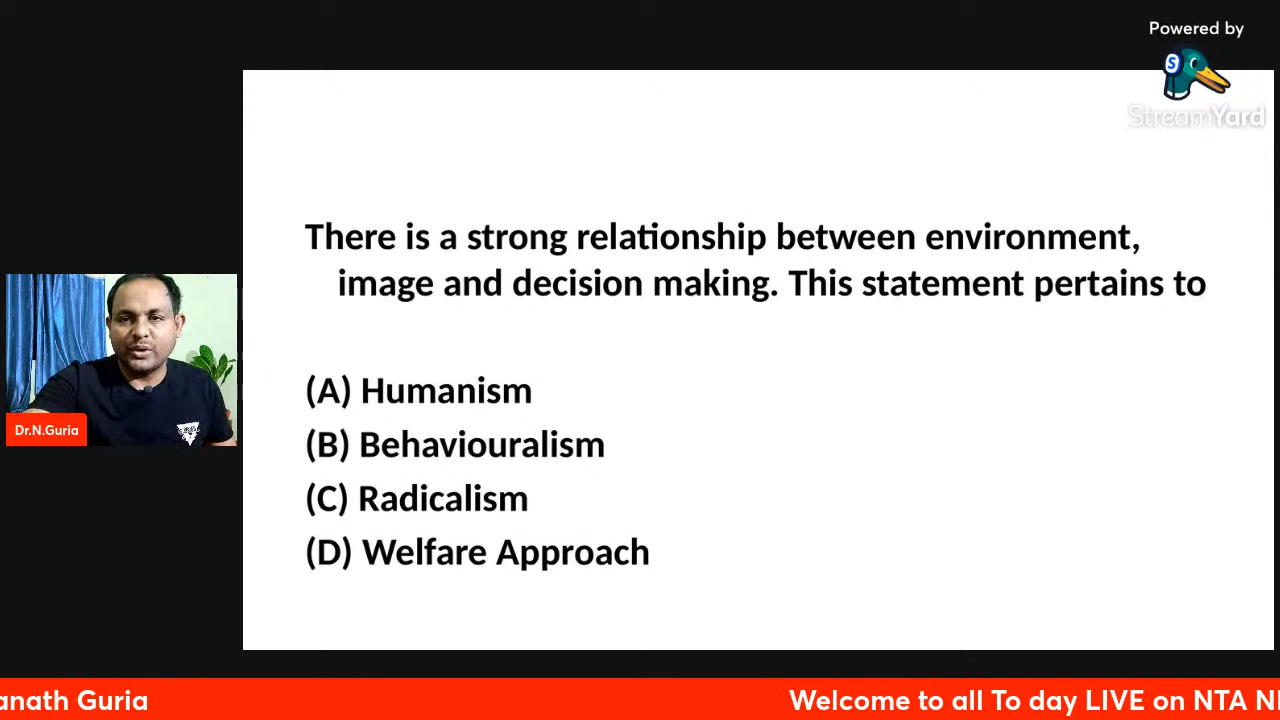 Powered by
StreamYard
There is a strong relationship between environment,
image and decision making. This statement pertains to
(A) Humanism
(B) Behaviouralism
(C) Radicalism
(D) Welfare Approach
Dr.N.Guria
anath Guria Welcome to all To day LIVE on NTA